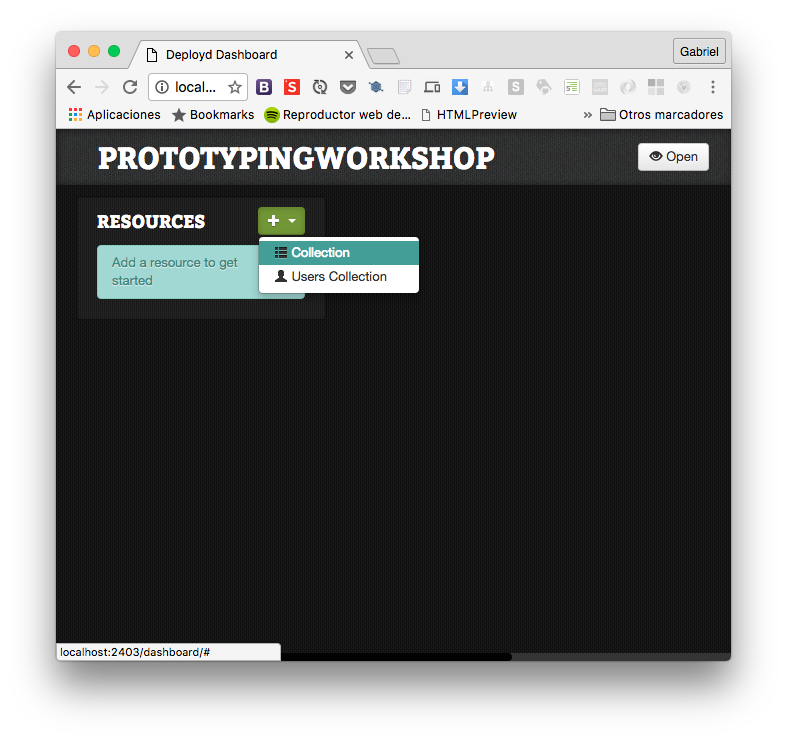 Deployd Dashboard
Gabriel
local...
Aplicaciones Bookmarks Reproductor web de... HTMLPreview » Otros marcadores
PROTOTYPINGWORKSHOP
Open
RESOURCES
Collection
Users Collection
Add a resource to get
started
localhost:2403/dashboard/#